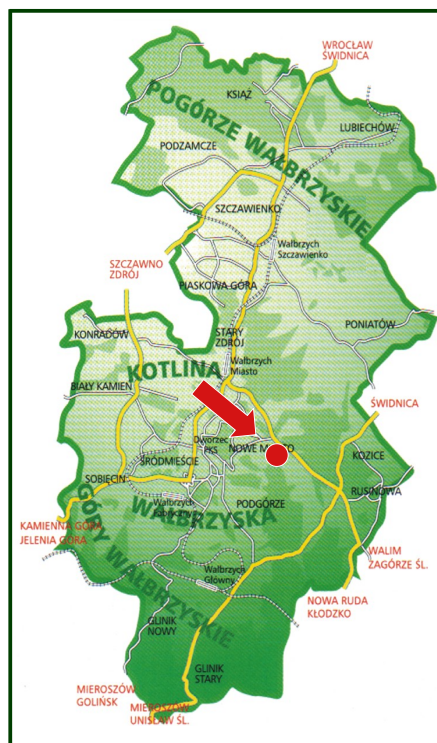 WROCŁAW
ŚWIDNICA
KSIĄŻ
LUBIECHÓW
POGÓRZE WAŁBRZYSKIE
PODZAMCZE
SZCZAWIENKO
Wałbrzych
Szczawienko
SZCZAWNO
ZDRÓJ
PIASKOWA GÓRA
KONRADÓW
STARY
ZDRÓJ
PONIATÓW
Wałbrzych
Miasto
KOTLINA
BIAŁY KAMIEŃ
ŚWIDNICA
Dworzec
PKS
NOWE MIASTO
KOZICE
ŚRÓDMIEŚCIE
SOBIĘCIN
RUSINOWA
Wałbrzych
PODGÓRZE
WAŁBRZYSKA
KAMIENNA GÓRA
JELENIA GÓRA
GÓRY WAŁBRZYSKIE
WALIM
ZAGÓRZE ŚL.
Wałbrzych
Główny
NOWA RUDA
KŁODZKO
GLINIK
NOWY
GLINIK
STARY
MIEROSZÓW
GOLIŃSK
MIEROSZÓW
UNISŁAW ŚL.